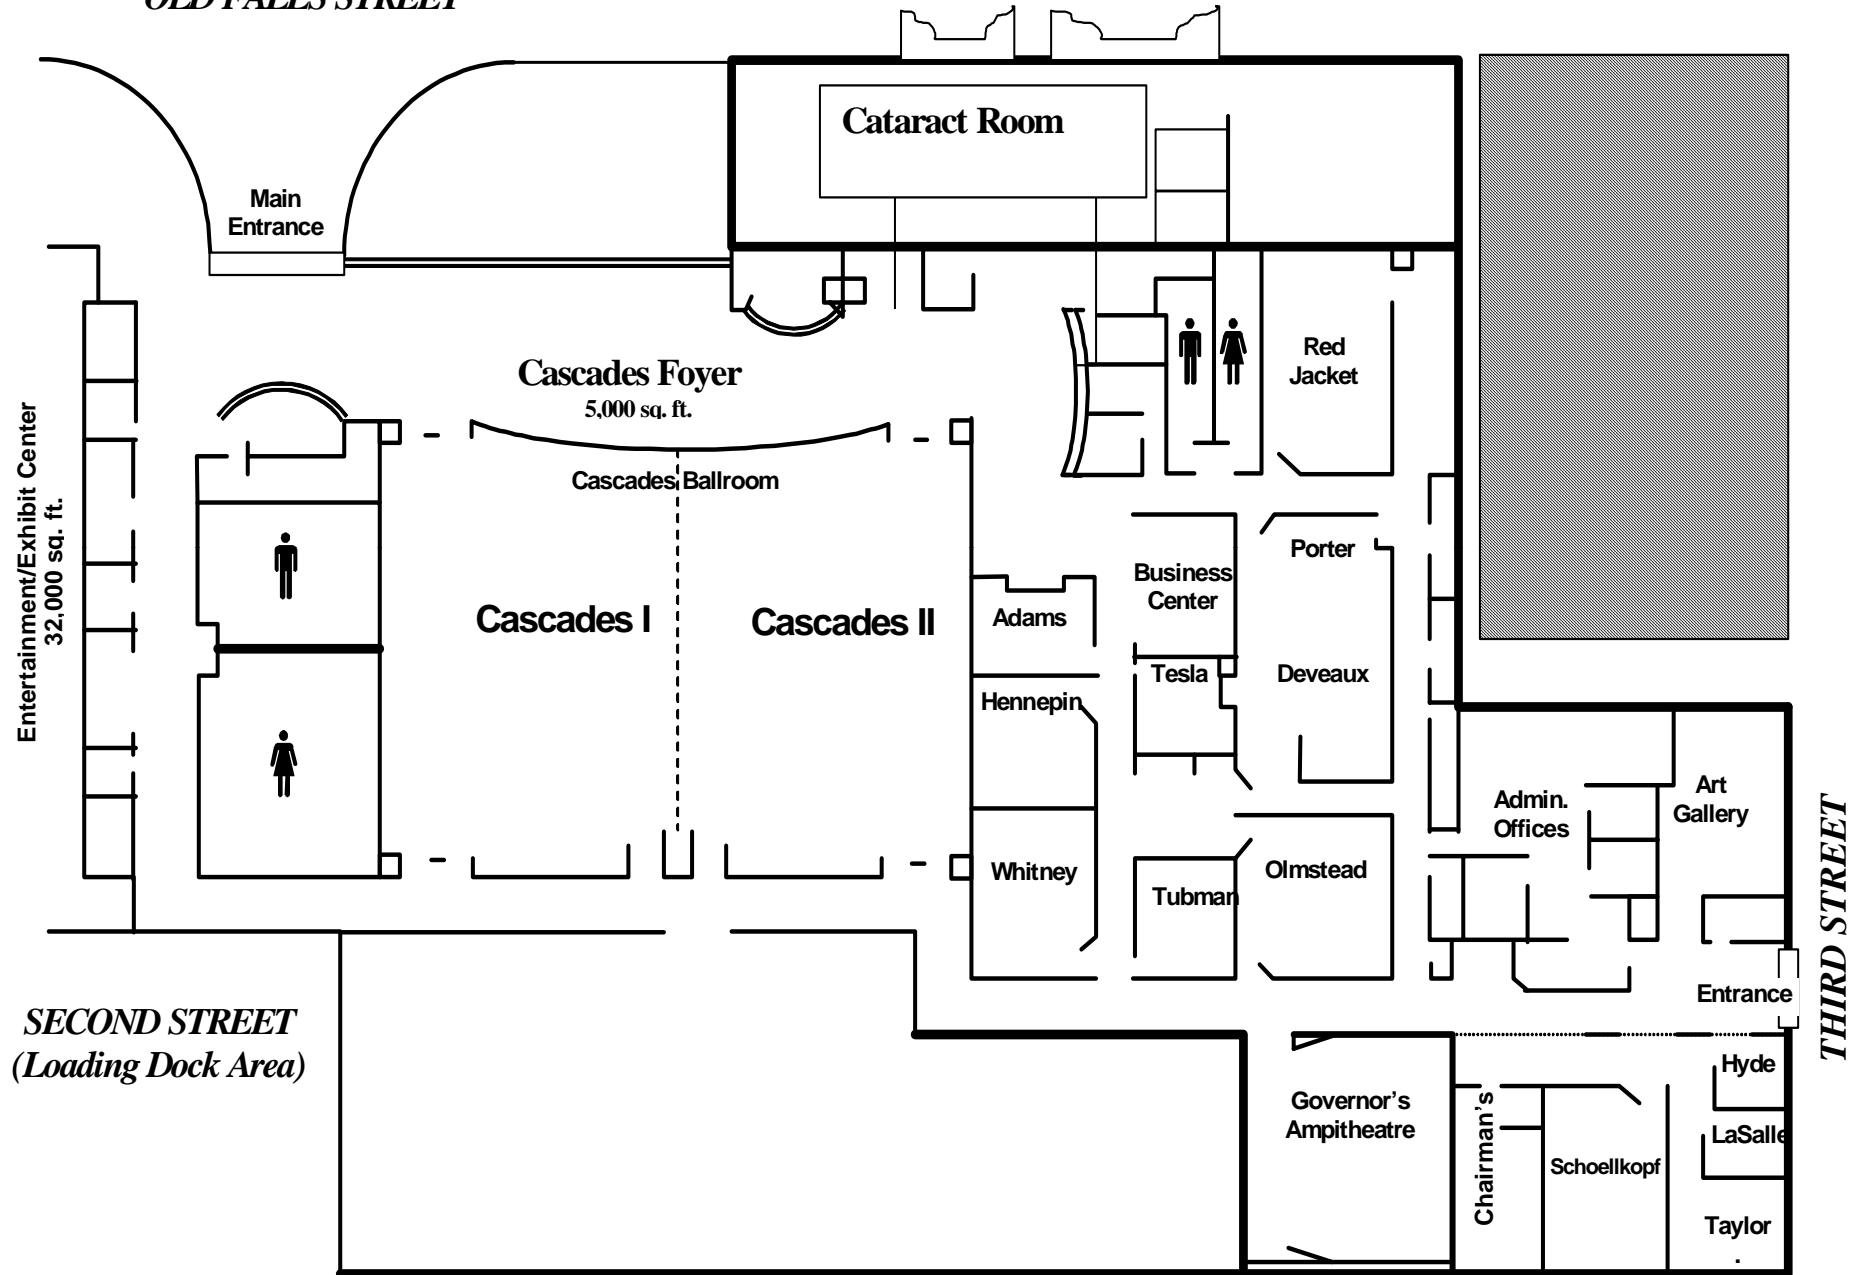 OLD FALLS STREET
Cataract Room
Main
Entrance
Red
Jacket
Cascades Foyer
5,000 sq. ft.
Cascades Ballroom
Entertainment/Exhibit Center
32,000 sq. ft.
Porter
Business
Center
Cascades I
Cascades II
Adams
Tesla
Deveaux
Hennepin
Admin.
Offices
Art
Gallery
Whitney
Olmstead
Tubman
THIRD STREET
Entrance
SECOND STREET
(Loading Dock Area)
Hyde
Governor's
Ampitheatre
Chairman's
LaSalle
Schoellkopf
Taylor
.